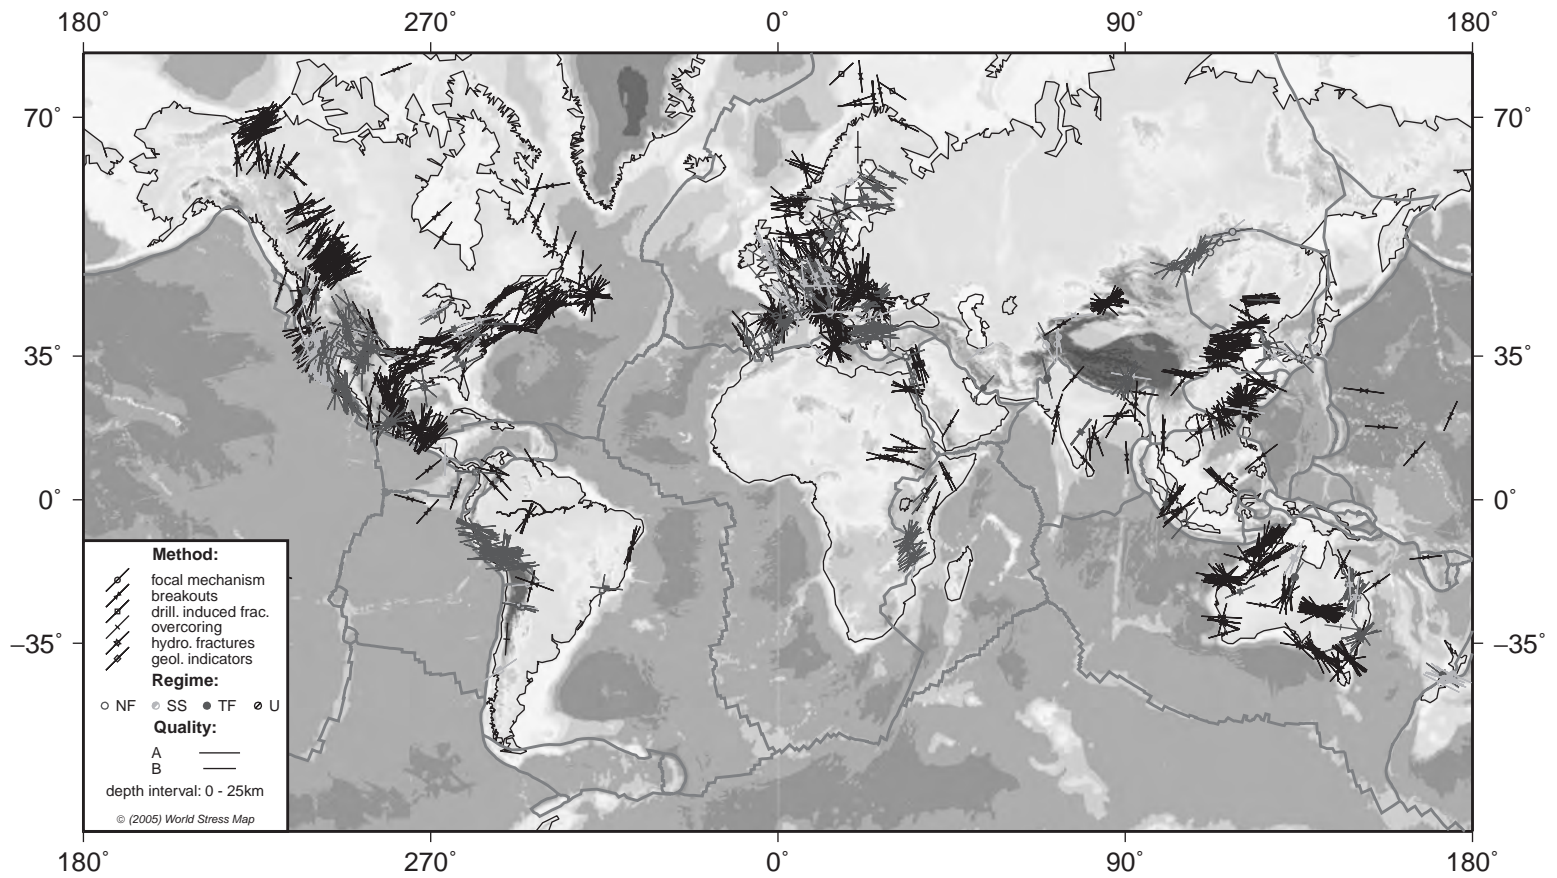 180° 270° 0° 90° 180°
70° 70°
35° 35°
0° 0°
−35° −35°
Method:
focal mechanism
breakouts
drill. induced frac.
overcoring
hydro. fractures
geol. indicators
Regime:
NF SS TF U
Quality:
A
B
depth interval: 0 - 25km
© (2005) World Stress Map
180° 270° 0° 90° 180°